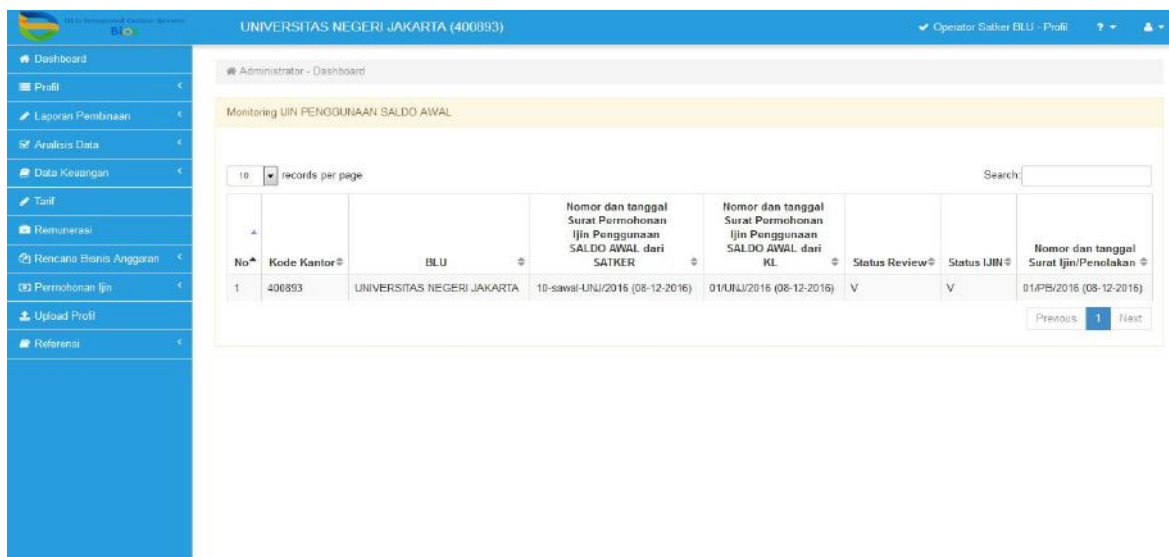 BLU Integrated Online System
Bios
UNIVERSITAS NEGERI JAKARTA (400893)
Operator Satker BLU - Profil
?
Dashboard
Profil
Laporan Pembinaan
Analisis Data
Data Keuangan
Tarif
Remunerasi
Rencana Bisnis Anggaran
Permohonan Ijin
Upload Profil
Referensi
Administrator - Dashboard
Monitoring IJIN PENGGUNAAN SALDO AWAL
10 records per page
Search:
No
Kode Kantor
BLU
Nomor dan tanggal
Surat Permohonan
Ijin Penggunaan
SALDO AWAL dari
SATKER
Nomor dan tanggal
Surat Permohonan
Ijin Penggunaan
SALDO AWAL dari
KL
Status Review
Status IJIN
Nomor dan tanggal
Surat Ijin/Penolakan
1 400893 UNIVERSITAS NEGERI JAKARTA 10-sawal-UNJ/2016 (08-12-2016) 01/UNJ/2016 (08-12-2016) V V 01/PB/2016 (08-12-2016)
Previous 1 Next